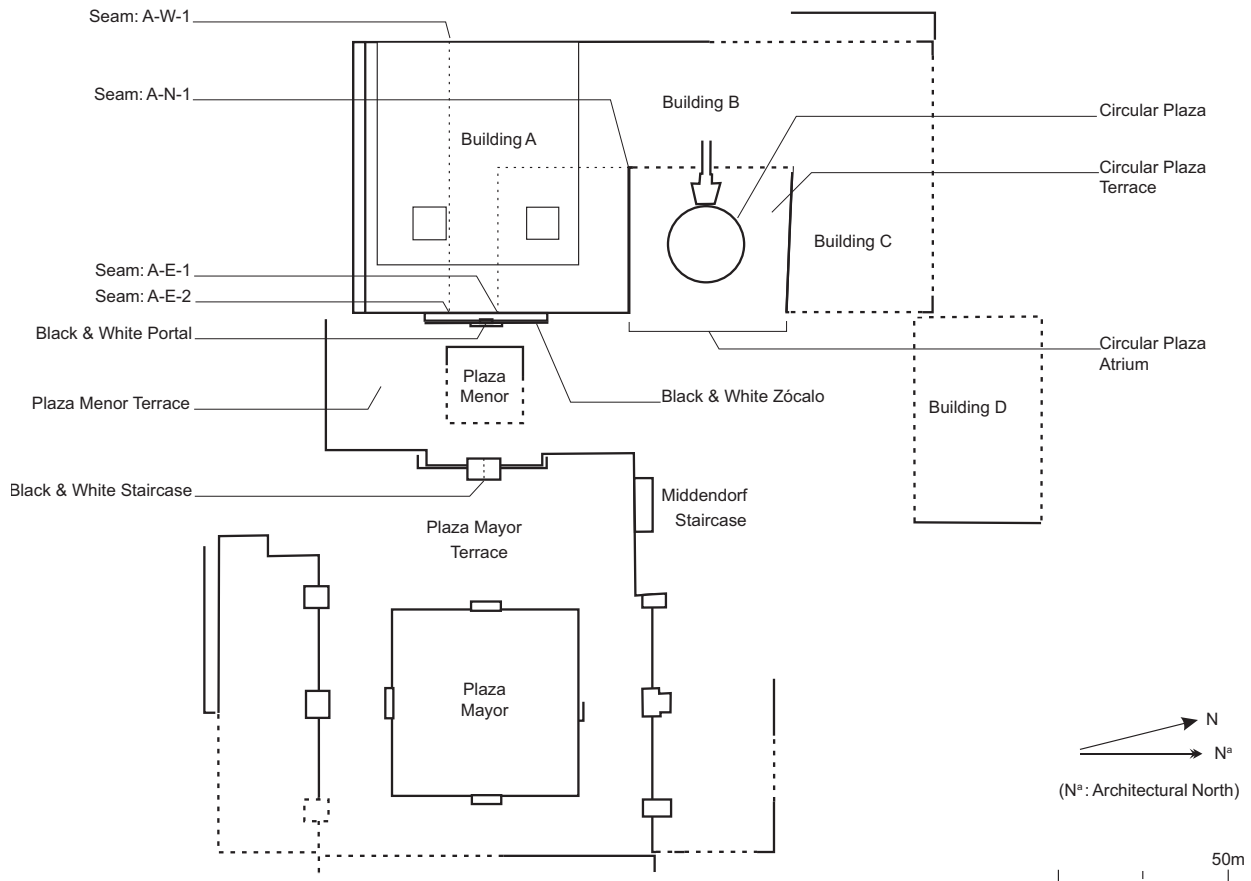 Seam: A-W-1
Seam: A-N-1
Building B
Circular Plaza
Building A
Circular Plaza
Terrace
Building C
Seam: A-E-1
Seam: A-E-2
Black & White Portal
Circular Plaza
Atrium
Plaza
Menor
Plaza Menor Terrace
Black & White Zócalo
Building D
Black & White Staircase
Middendorf
Staircase
Plaza Mayor
Terrace
Plaza
Mayor
N
Nᵃ
(Nᵃ: Architectural North)
50m